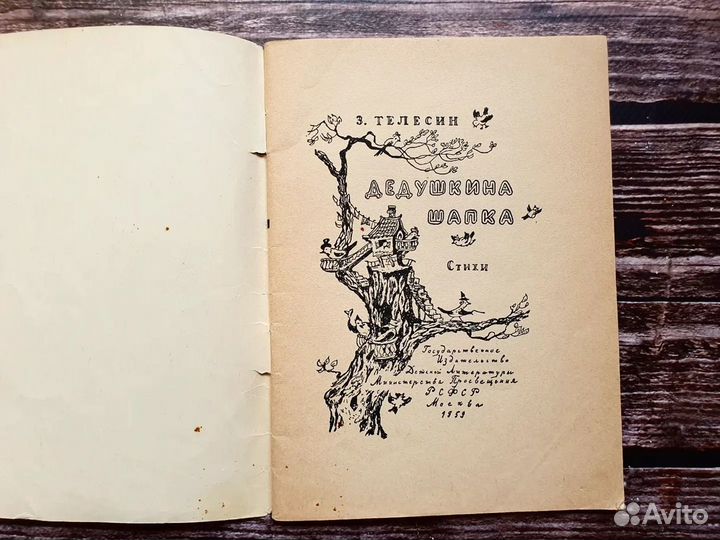 З. ТЕЛЕСИН
ДЕДУШКИНА
ШАПКА
Стихи
Государственное
Издательство
Детской Литературы
Министерства Просвещения
РСФСР
Москва
1959
Avito